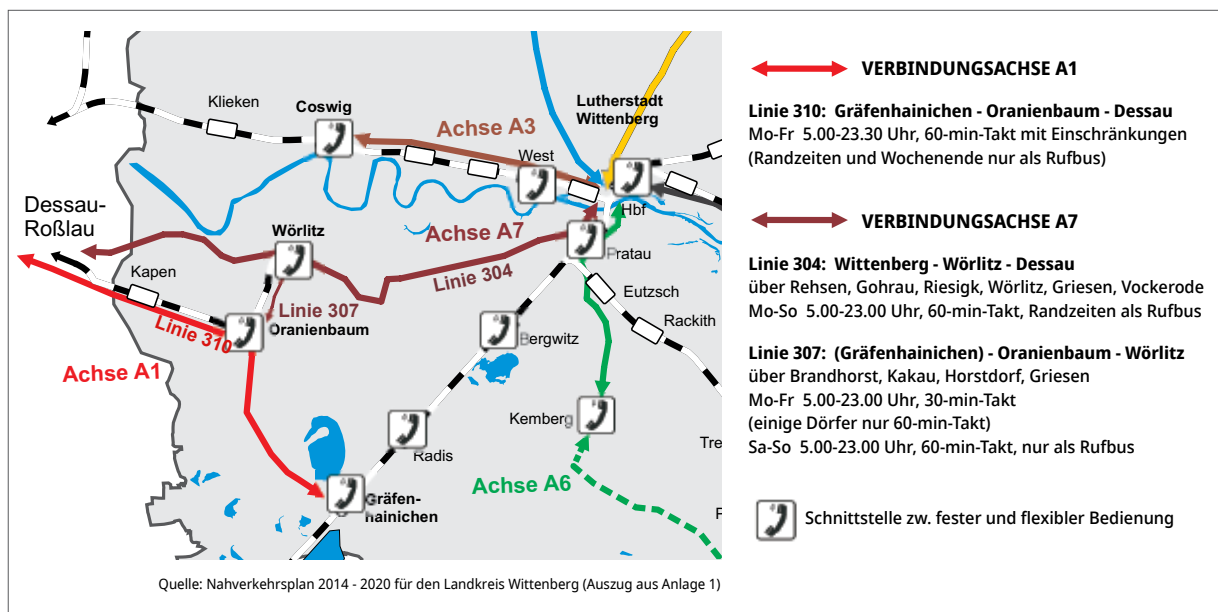 Klieken
Coswig
Achse A3
Lutherstadt
Wittenberg
West
Hbf
Dessau-
Roßlau
Wörlitz
Achse A7
Pratau
Kapen
Linie 304
Linie 307
Eutzsch
Linie 310
Oranienbaum
Rackith
Bergwitz
Achse A1
Kemberg
Radis
Tre
Achse A6
Gräfen-
hainichen
F
Quelle: Nahverkehrsplan 2014 - 2020 für den Landkreis Wittenberg (Auszug aus Anlage 1)
VERBINDUNGSACHSE A1
Linie 310: Gräfenhainichen - Oranienbaum - Dessau
Mo-Fr 5.00-23.30 Uhr, 60-min-Takt mit Einschränkungen
(Randzeiten und Wochenende nur als Rufbus)
VERBINDUNGSACHSE A7
Linie 304: Wittenberg - Wörlitz - Dessau
über Rehsen, Gohrau, Riesigk, Wörlitz, Griesen, Vockerode
Mo-So 5.00-23.00 Uhr, 60-min-Takt, Randzeiten als Rufbus
Linie 307: (Gräfenhainichen) - Oranienbaum - Wörlitz
über Brandhorst, Kakau, Horstdorf, Griesen
Mo-Fr 5.00-23.00 Uhr, 30-min-Takt
(einige Dörfer nur 60-min-Takt)
Sa-So 5.00-23.00 Uhr, 60-min-Takt, nur als Rufbus
Schnittstelle zw. fester und flexibler Bedienung